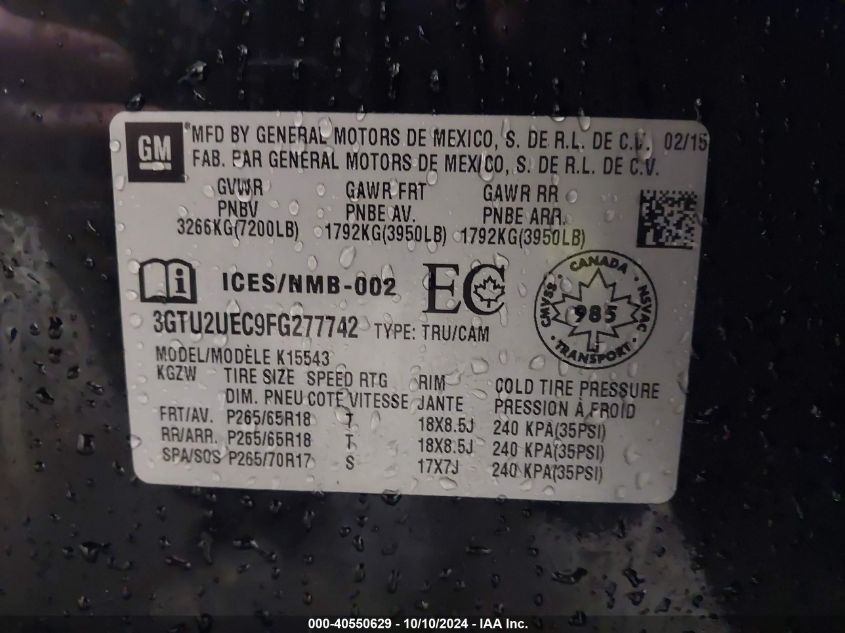 GM
MFD BY GENERAL MOTORS DE MEXICO, S. DE R.L. DE C.V. 02/15
FAB. PAR GENERAL MOTORS DE MEXICO, S. DE R.L. DE C.V.
GVWR GAWR FRT GAWR RR
PNBV PNBE AV. PNBE ARR.
3266KG(7200LB) 1792KG(3950LB) 1792KG(3950LB)
i ICES/NMB-002 EC
CANADA
CMVSS 985 NSVAC
TRANSPORT
3GTU2UEC9FG277742 TYPE: TRU/CAM
MODEL/MODÈLE K15543
KGZW TIRE SIZE SPEED RTG RIM COLD TIRE PRESSURE
DIM. PNEU COTÉ VITESSE JANTE PRESSION À FROID
FRT/AV. P265/65R18 T 18X8.5J 240 KPA(35PSI)
RR/ARR. P265/65R18 T 18X8.5J 240 KPA(35PSI)
SPA/SOS P265/70R17 S 17X7J 240 KPA(35PSI)
000-40550629 - 10/10/2024 - IAA Inc.